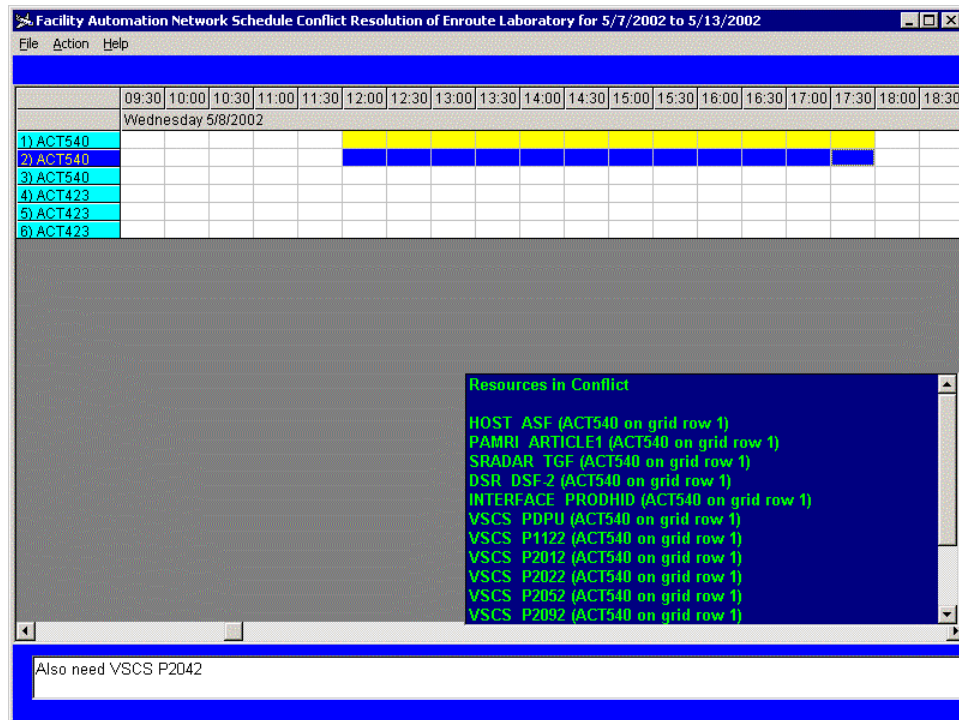 Facility Automation Network Schedule Conflict Resolution of Enroute Laboratory for 5/7/2002 to 5/13/2002
File Action Help
09:30 10:00 10:30 11:00 11:30 12:00 12:30 13:00 13:30 14:00 14:30 15:00 15:30 16:00 16:30 17:00 17:30 18:00 18:30
Wednesday 5/8/2002
1) ACT540
2) ACT540
3) ACT540
4) ACT423
5) ACT423
6) ACT423
Resources in Conflict
HOST ASF (ACT540 on grid row 1)
PAMRI ARTICLE1 (ACT540 on grid row 1)
SRADAR TGF (ACT540 on grid row 1)
DSR DSF-2 (ACT540 on grid row 1)
INTERFACE PRODHID (ACT540 on grid row 1)
VSCS PDPU (ACT540 on grid row 1)
VSCS P1122 (ACT540 on grid row 1)
VSCS P2012 (ACT540 on grid row 1)
VSCS P2022 (ACT540 on grid row 1)
VSCS P2052 (ACT540 on grid row 1)
VSCS P2092 (ACT540 on grid row 1)
Also need VSCS P2042